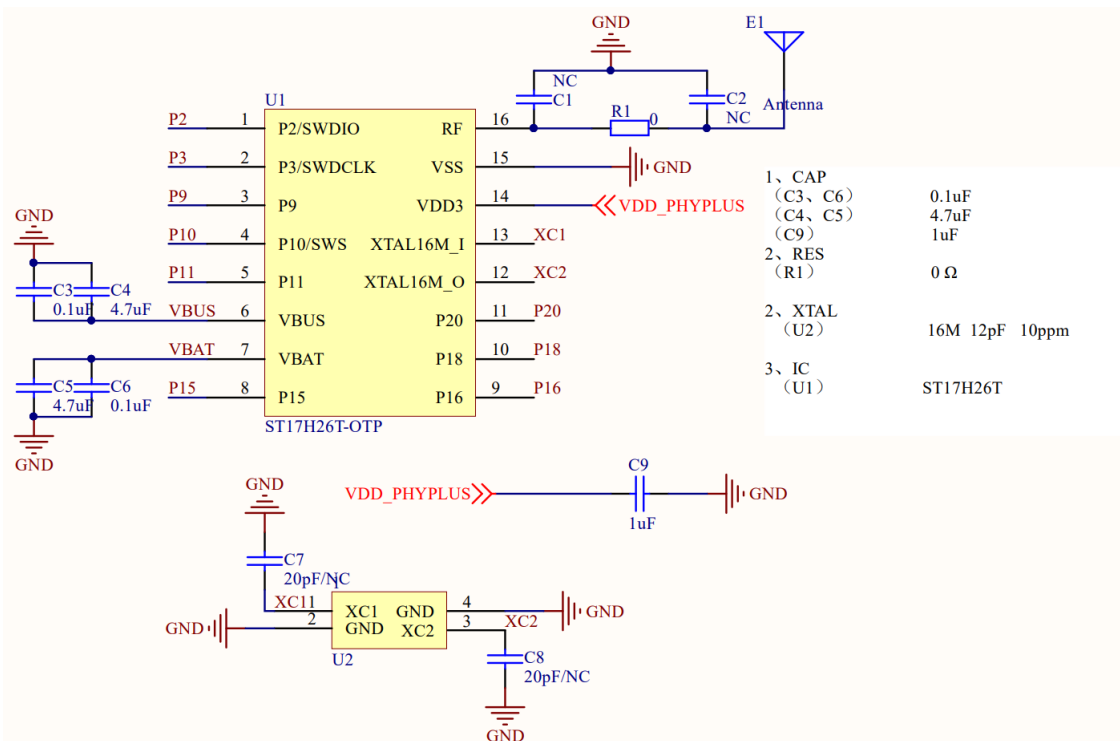 GND
E1
NC
C1
C2
NC
R1
0
Antenna
U1
P2
1
P2/SWDIO
RF
16
P3
2
P3/SWDCLK
VSS
15
GND
P9
3
P9
VDD3
14
VDD_PHYPLUS
P10
4
P10/SWS
XTAL16M_I
13
XC1
P11
5
P11
XTAL16M_O
12
XC2
VBUS
6
VBUS
P20
11
P20
VBAT
7
VBAT
P18
10
P18
P15
8
P15
P16
9
P16
ST17H26T-OTP
GND
C3
0.1uF
C4
4.7uF
C5
4.7uF
C6
0.1uF
GND
1、CAP
（C3、C6） 0.1uF
（C4、C5） 4.7uF
（C9） 1uF
2、RES
（R1） 0 Ω
2、XTAL
（U2） 16M 12pF 10ppm
3、IC
（U1） ST17H26T
VDD_PHYPLUS
C9
1uF
GND
GND
C7
20pF/NC
XC1
1
XC1
GND
4
GND
GND
2
GND
XC2
3
XC2
U2
C8
20pF/NC
GND